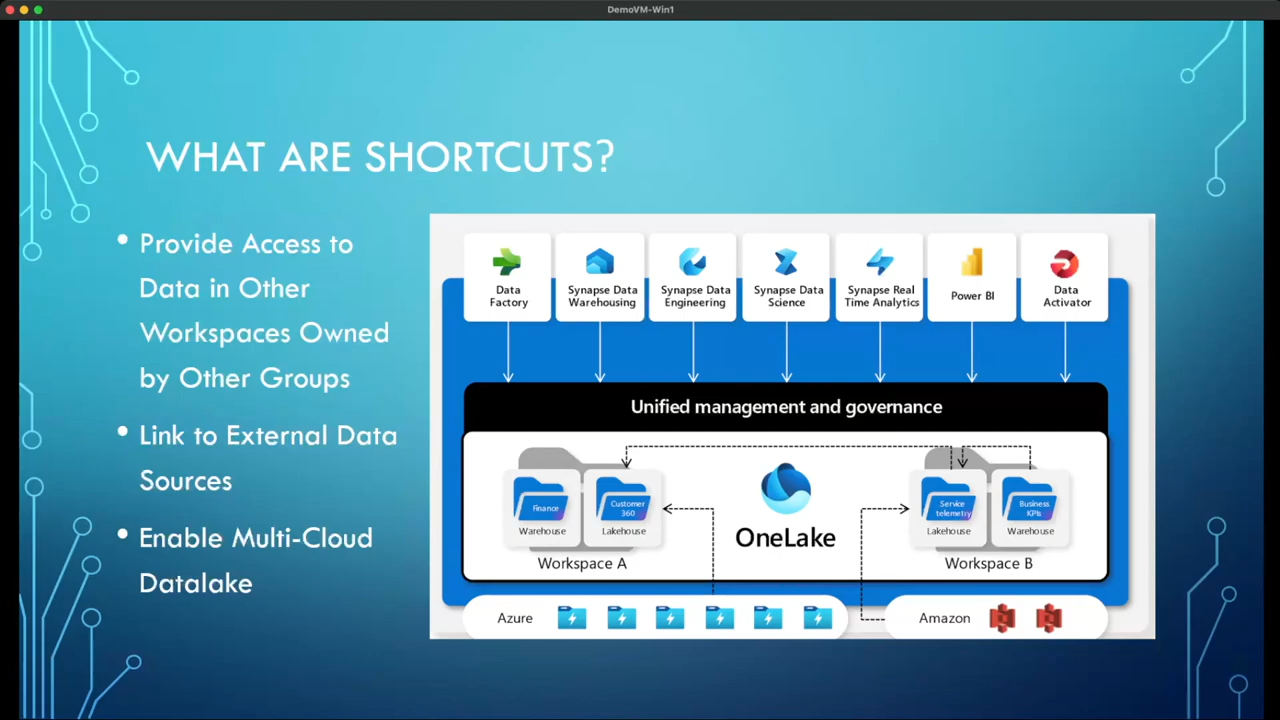 DemoVM-Win1
WHAT ARE SHORTCUTS?
• Provide Access to
Data in Other
Workspaces Owned
by Other Groups
• Link to External Data
Sources
• Enable Multi-Cloud
Datalake
Data
Factory
Synapse Data
Warehousing
Synapse Data
Engineering
Synapse Data
Science
Synapse Real
Time Analytics
Power BI
Data
Activator
Unified management and governance
Finance
Warehouse
Customer
360
Lakehouse
Workspace A
OneLake
Service
telemetry
Lakehouse
Business
KPIs
Warehouse
Workspace B
Azure
Amazon